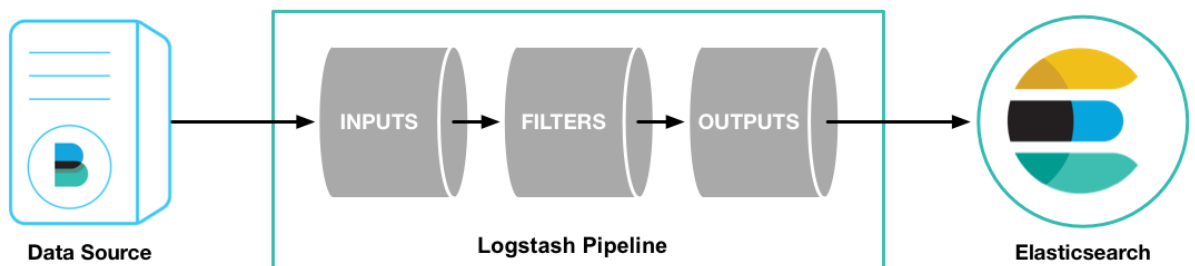 INPUTS
FILTERS
OUTPUTS
Data Source
Logstash Pipeline
Elasticsearch